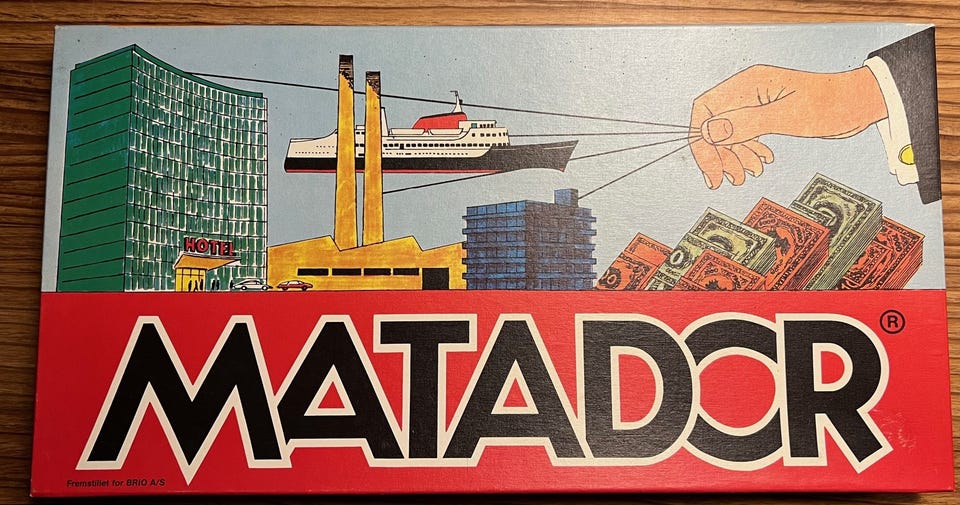 HOTEL
MATADOR®
Fremstillet for BRIO A/S